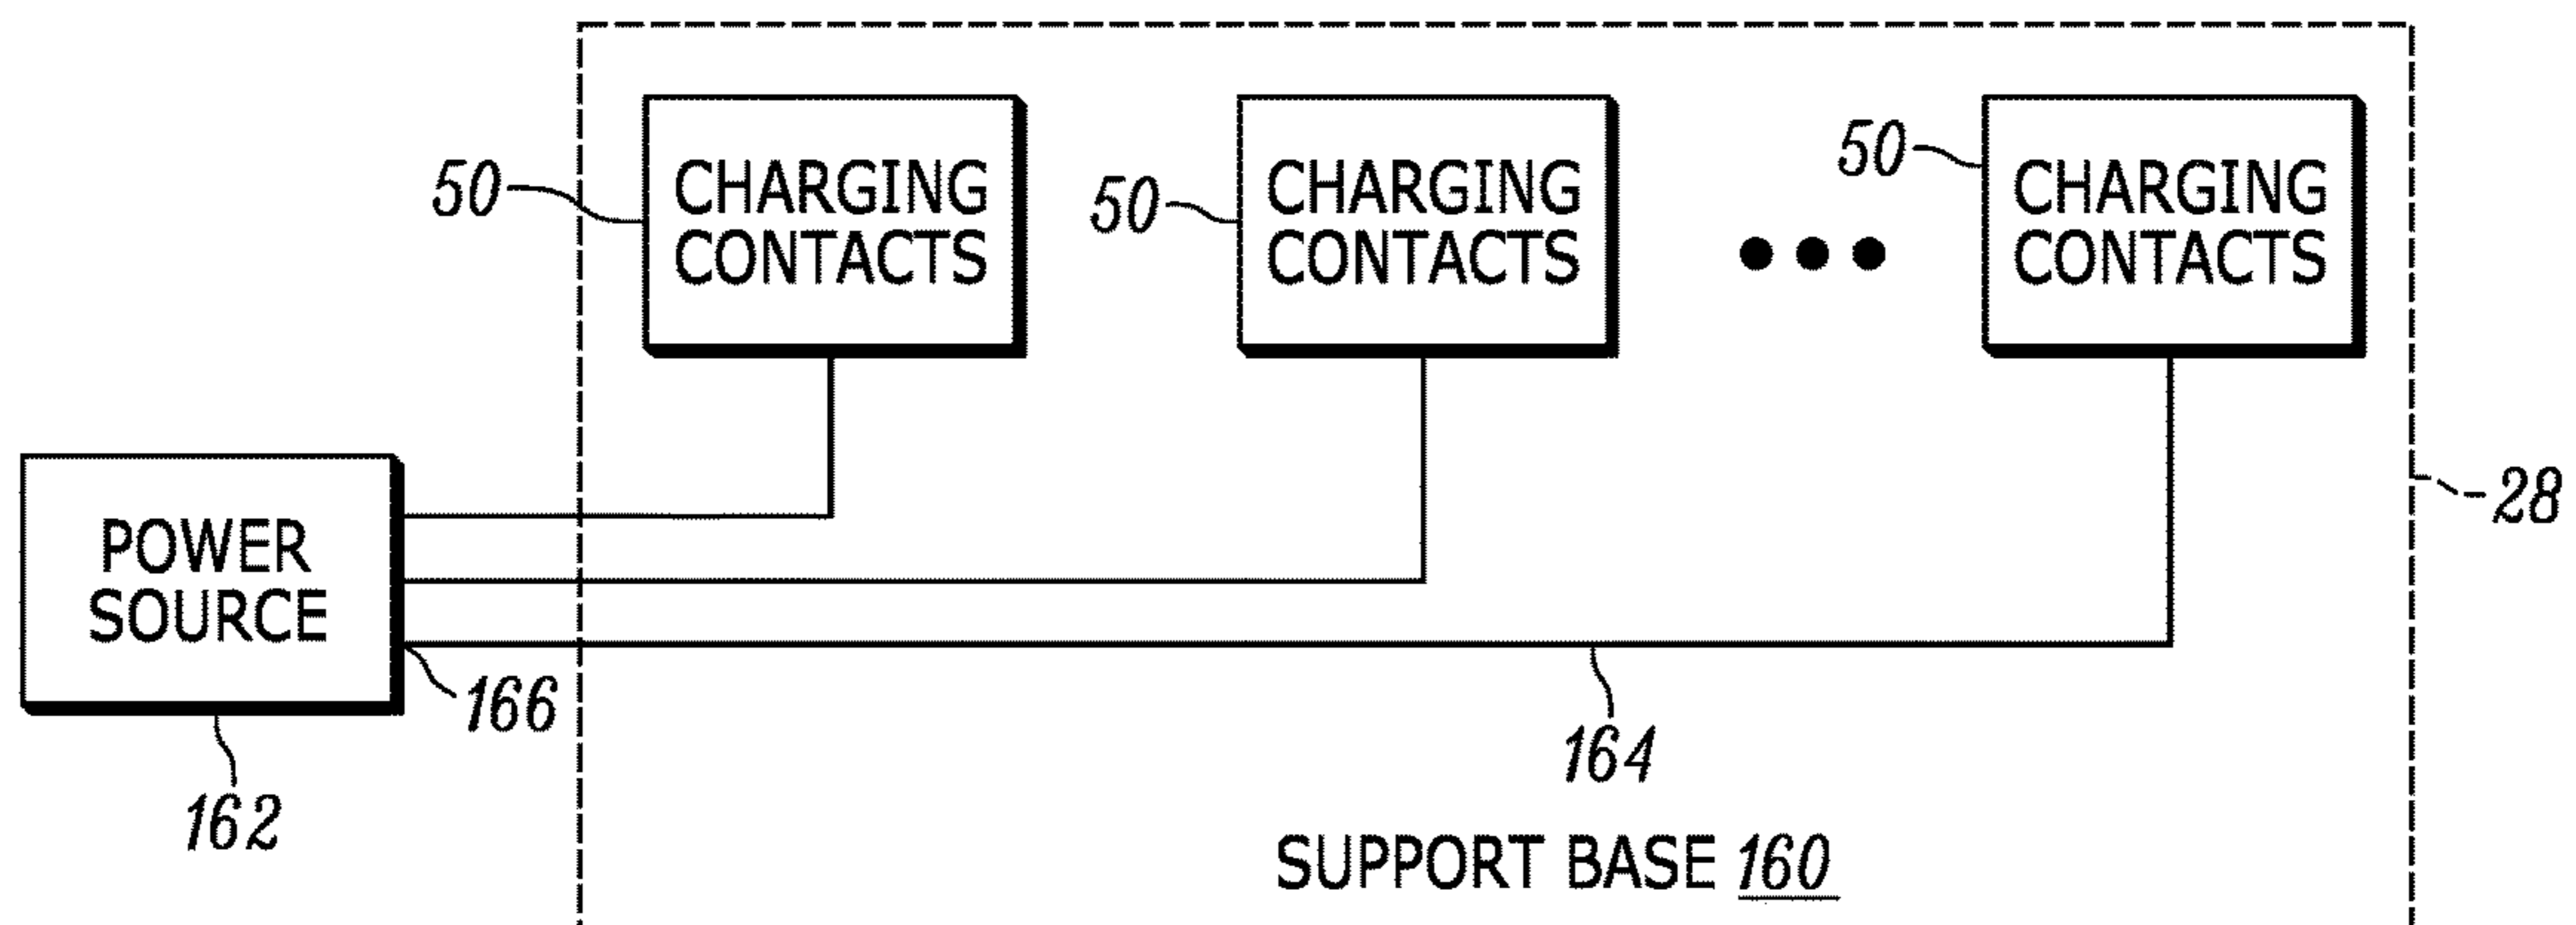 50
CHARGING
CONTACTS
50
CHARGING
CONTACTS
50
CHARGING
CONTACTS
28
POWER
SOURCE
166
164
162
SUPPORT BASE 160